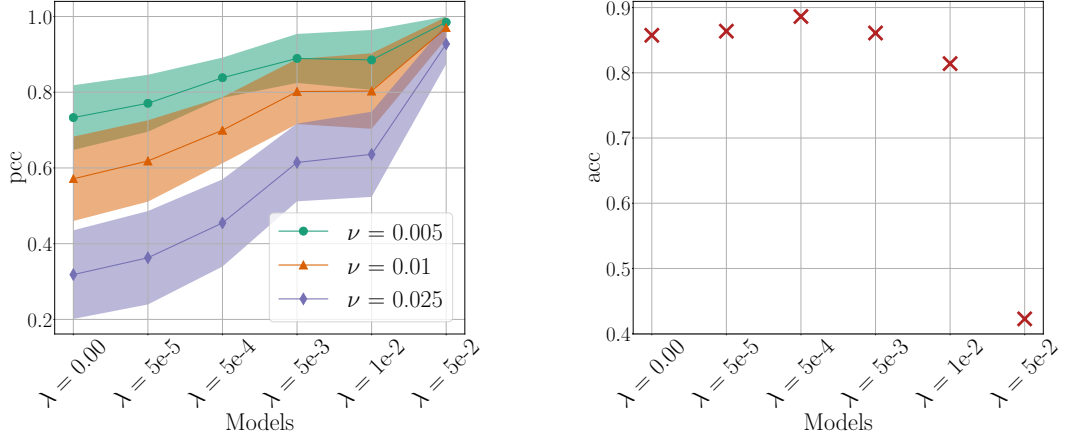 1.0
0.8
0.6
0.4
0.2
pcc
ν = 0.005
ν = 0.01
ν = 0.025
λ = 0.00
λ = 5e-5
λ = 5e-4
λ = 5e-3
λ = 1e-2
λ = 5e-2
Models
0.9
0.8
0.7
0.6
0.5
0.4
acc
λ = 0.00
λ = 5e-5
λ = 5e-4
λ = 5e-3
λ = 1e-2
λ = 5e-2
Models